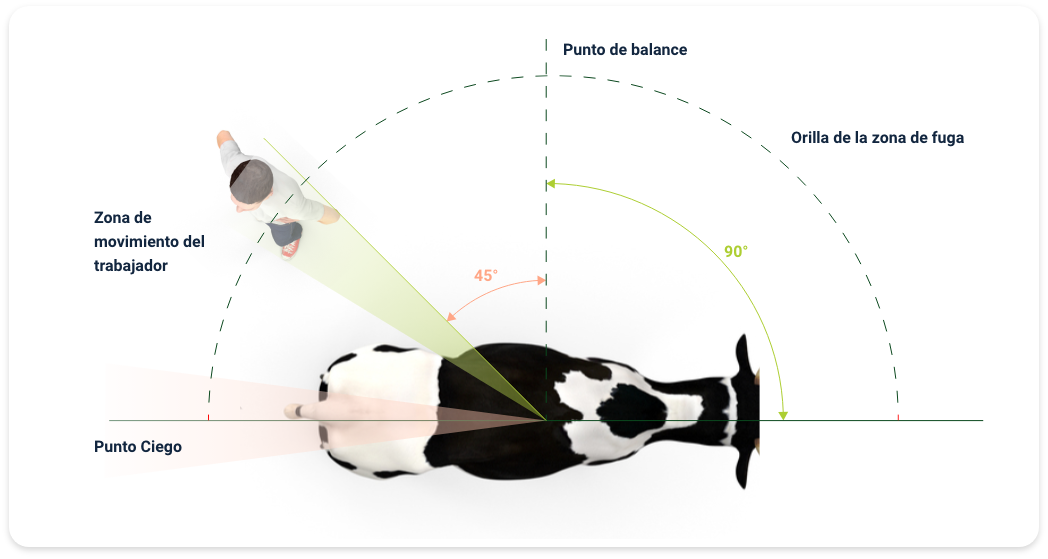 Punto de balance
Orilla de la zona de fuga
Zona de
movimiento del
trabajador
90°
45°
Punto Ciego